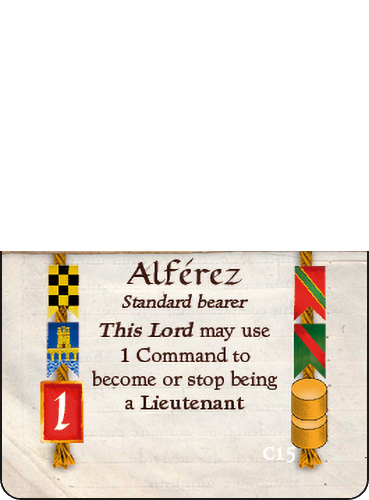 Alférez
Standard bearer
This Lord may use
1 Command to
become or stop being
a Lieutenant
1
C15